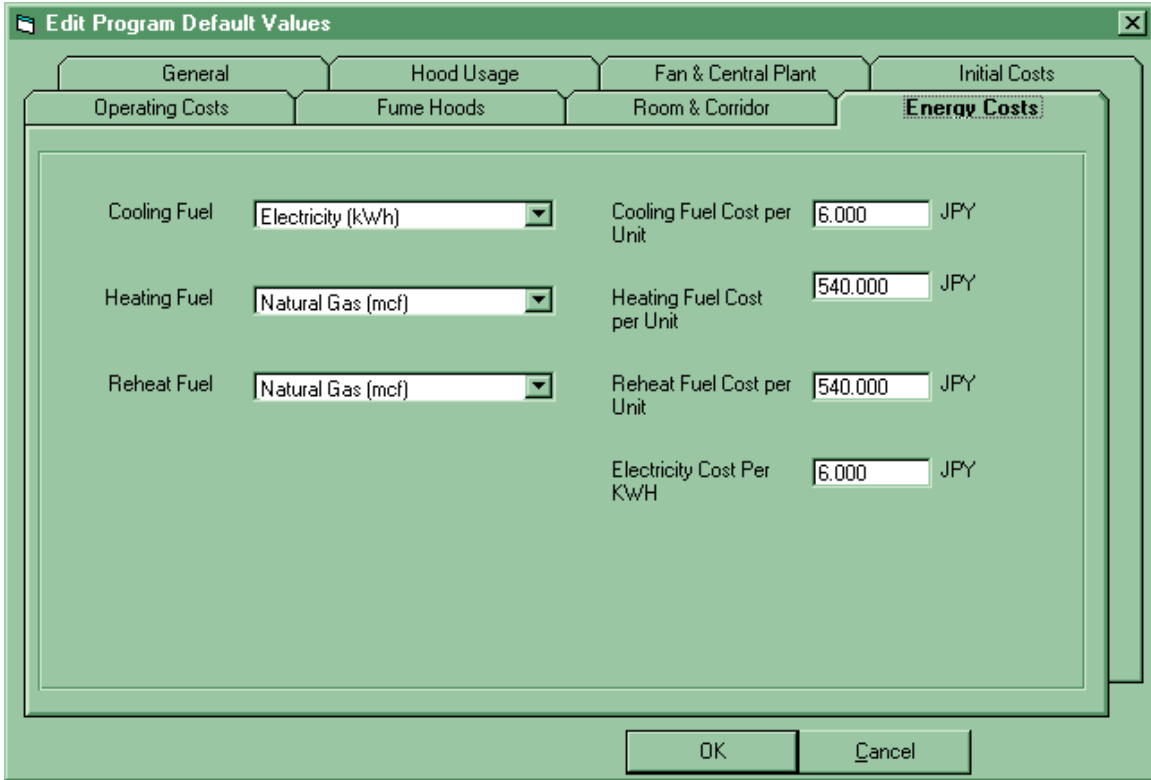 Edit Program Default Values
General Hood Usage Fan & Central Plant Initial Costs
Operating Costs Fume Hoods Room & Corridor Energy Costs
Cooling Fuel Electricity (kWh) Cooling Fuel Cost per 6.000 JPY
Unit
Heating Fuel Natural Gas (mcf) Heating Fuel Cost 540.000 JPY
per Unit
Reheat Fuel Natural Gas (mcf) Reheat Fuel Cost per 540.000 JPY
Unit
Electricity Cost Per 6.000 JPY
KWH
OK Cancel